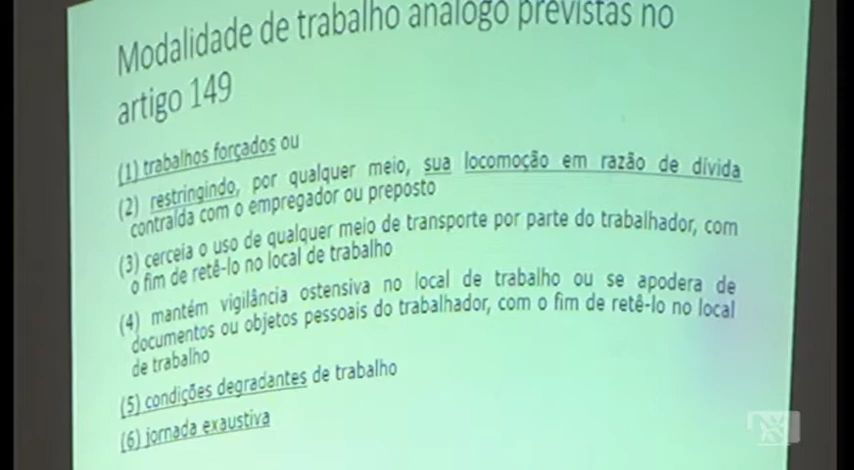 Modalidade de trabalho análogo previstas no
artigo 149
(1) trabalhos forçados ou
(2) restringindo, por qualquer meio, sua locomoção em razão de dívida
contraída com o empregador ou preposto
(3) cerceia o uso de qualquer meio de transporte por parte do trabalhador, com
o fim de retê-lo no local de trabalho
(4) mantém vigilância ostensiva no local de trabalho ou se apodera de
documentos ou objetos pessoais do trabalhador, com o fim de retê-lo no local
de trabalho
(5) condições degradantes de trabalho
(6) jornada exaustiva